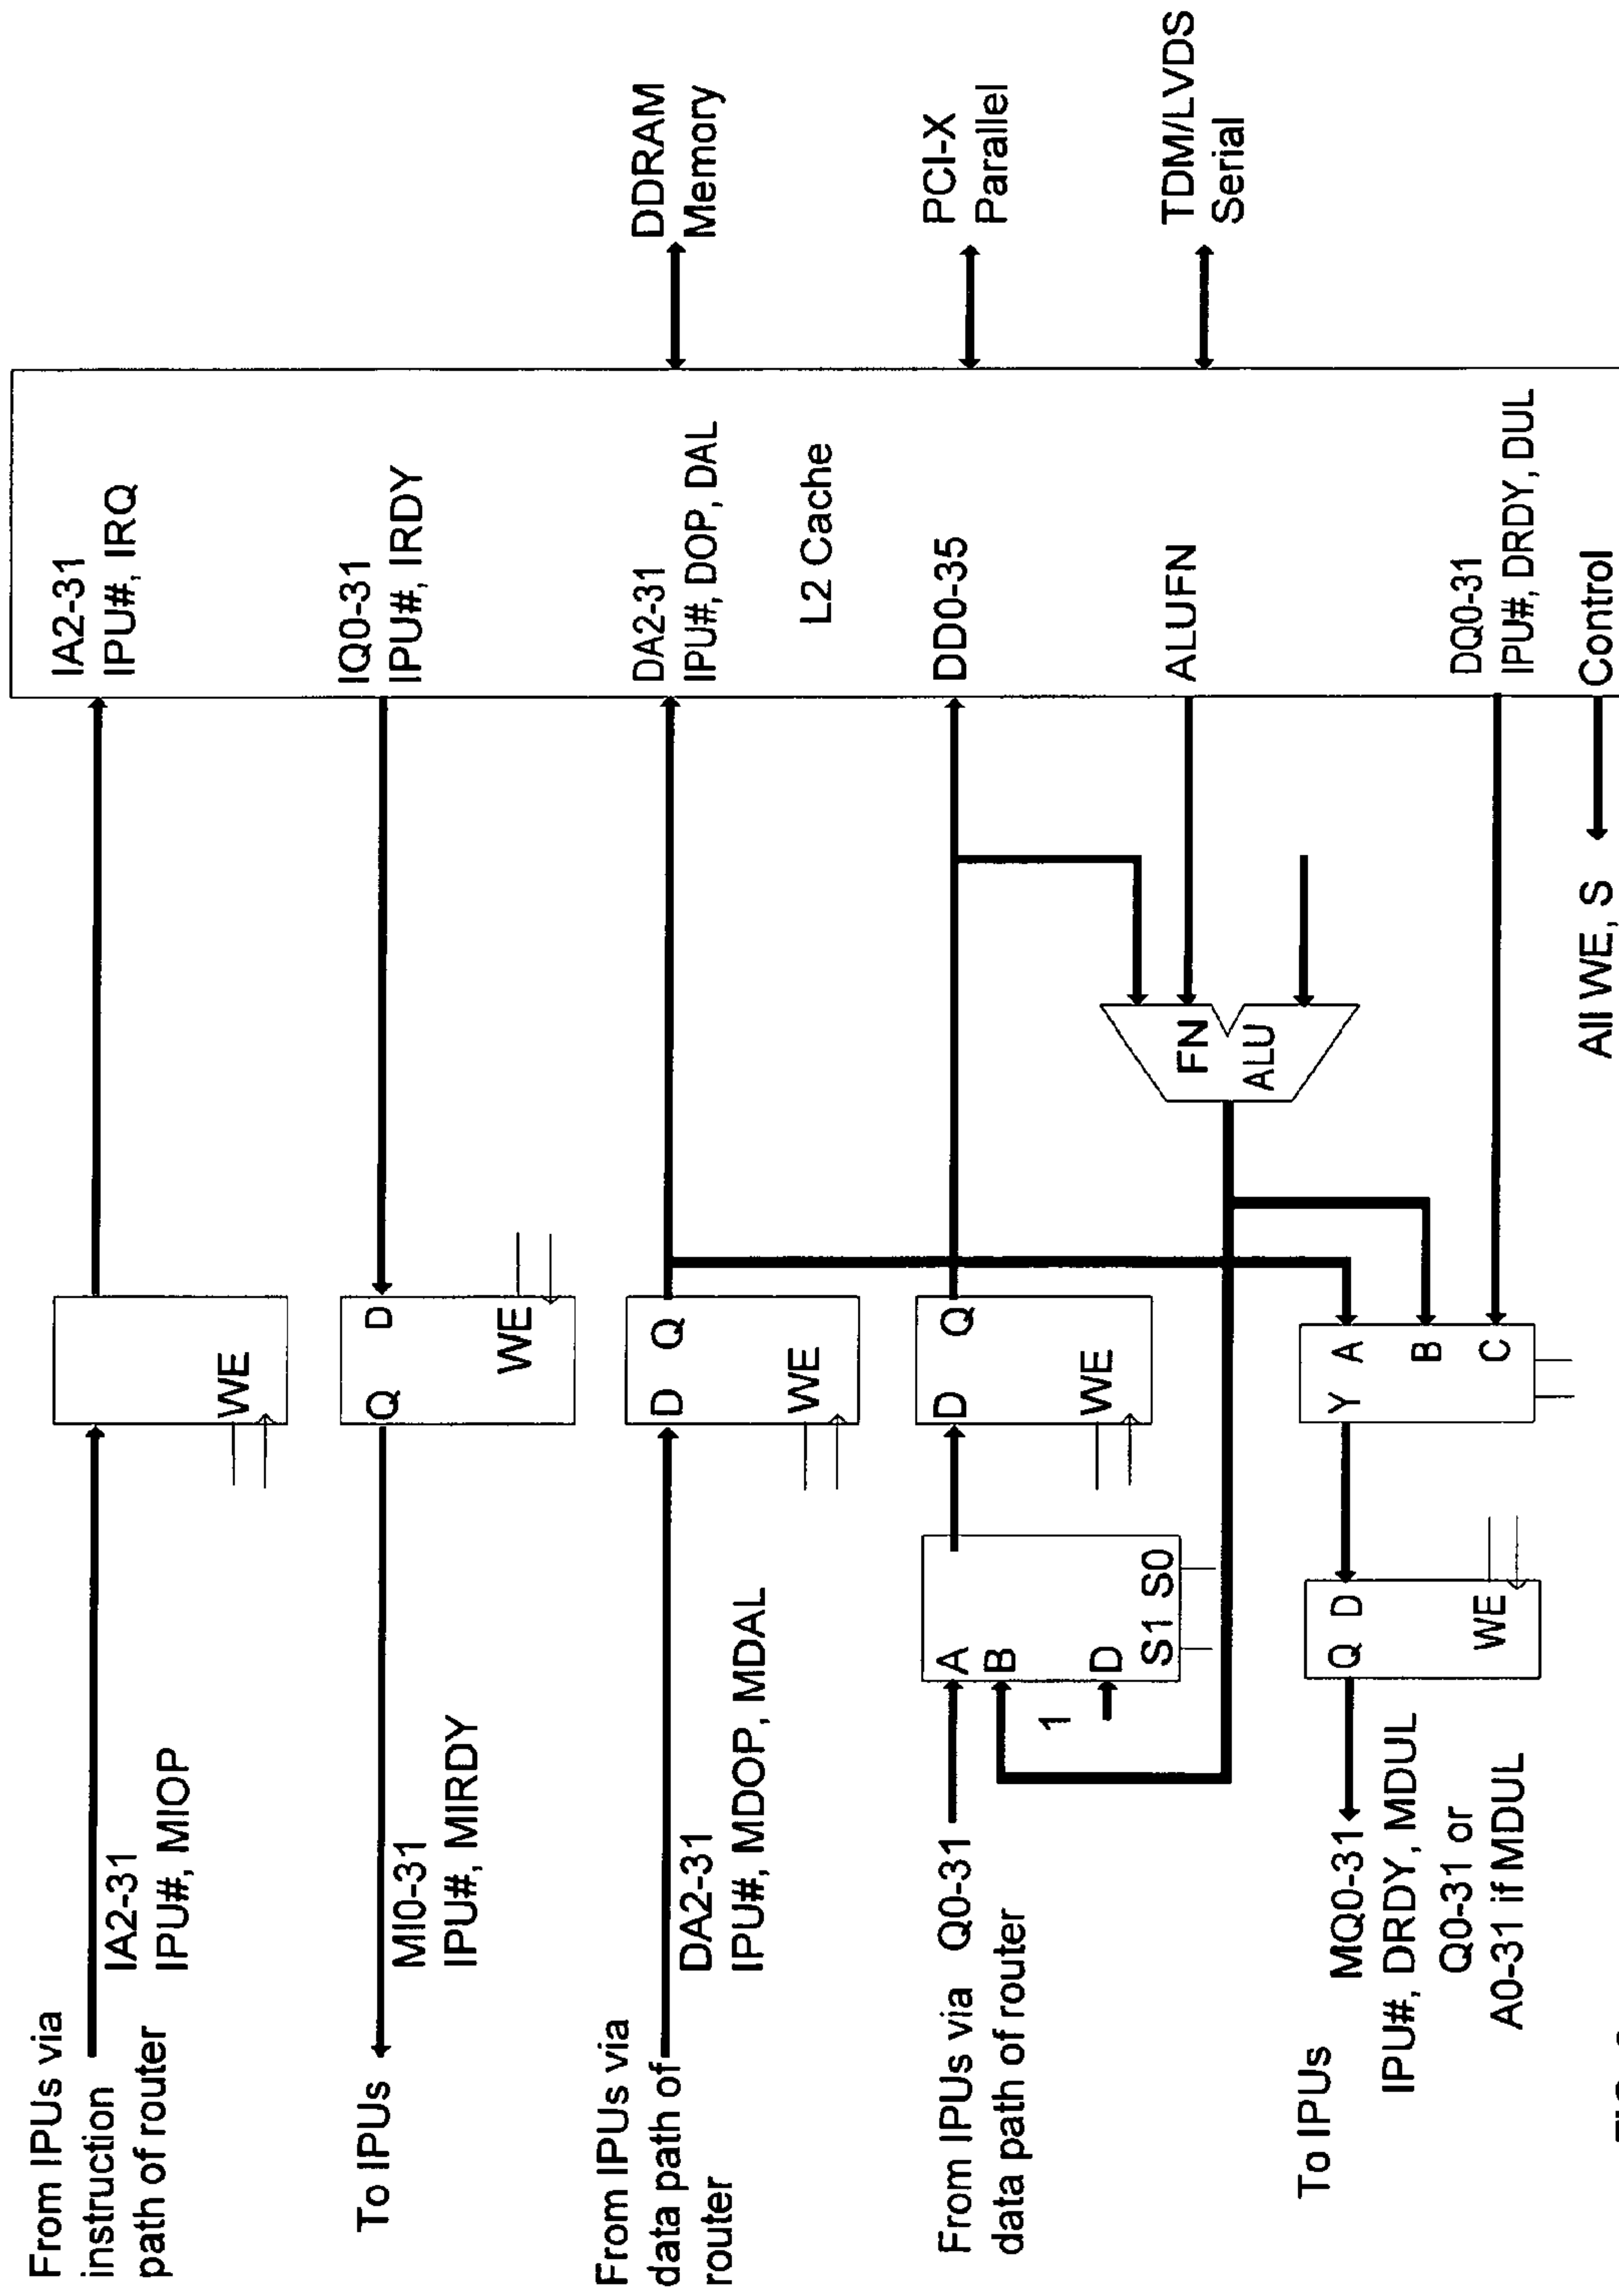 From IPUs via
instruction
path of router
IA2-31
IPU#, MIOP
WE
IA2-31
IPU#, IRQ
To IPUs
MI0-31
IPU#, MIRDY
Q D
WE
IQ0-31
IPU#, IRDY
From IPUs via
data path of
router
DA2-31
IPU#, MDOP, MDAL
D Q
WE
DA2-31
IPU#, DOP, DAL
L2 Cache
DDRAM
Memory
From IPUs via Q0-31
data path of router
A
B
1
D
S1 S0
D Q
WE
DD0-35
PCI-X
Parallel
FN
ALU
ALUFN
TDM/LVDS
Serial
To IPUs
MQ0-31
IPU#, DRDY, MDUL
Q0-31 or
A0-31 if MDUL
Q D
WE
Y A
B
C
DQ0-31
IPU#, DRDY, DUL
All WE, S
Control